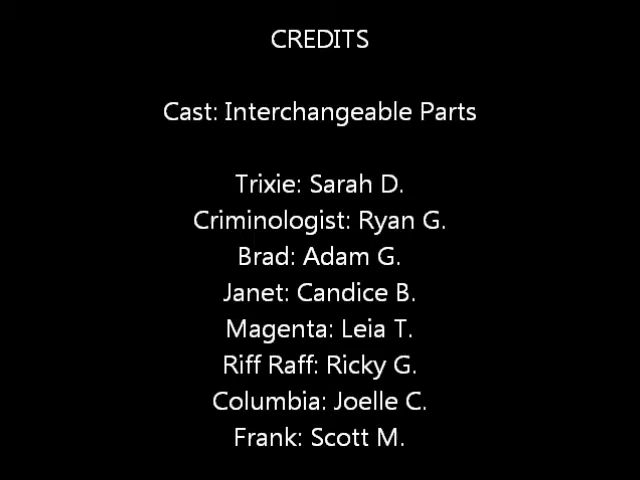 CREDITS
Cast: Interchangeable Parts
Trixie: Sarah D.
Criminologist: Ryan G.
Brad: Adam G.
Janet: Candice B.
Magenta: Leia T.
Riff Raff: Ricky G.
Columbia: Joelle C.
Frank: Scott M.